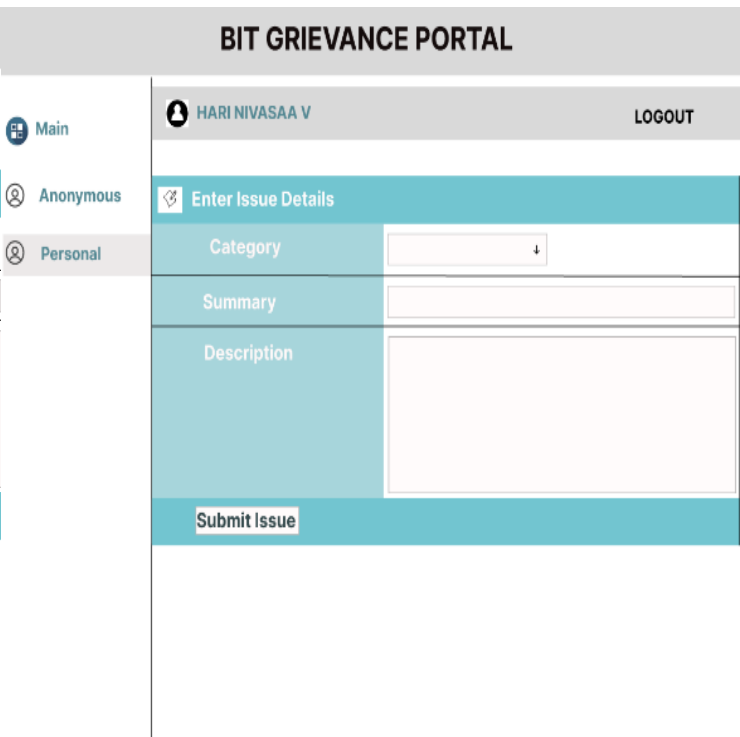 BIT GRIEVANCE PORTAL
Main
Anonymous
Personal
HARI NIVASAA V
LOGOUT
Enter Issue Details
Category
Summary
Description
Submit Issue